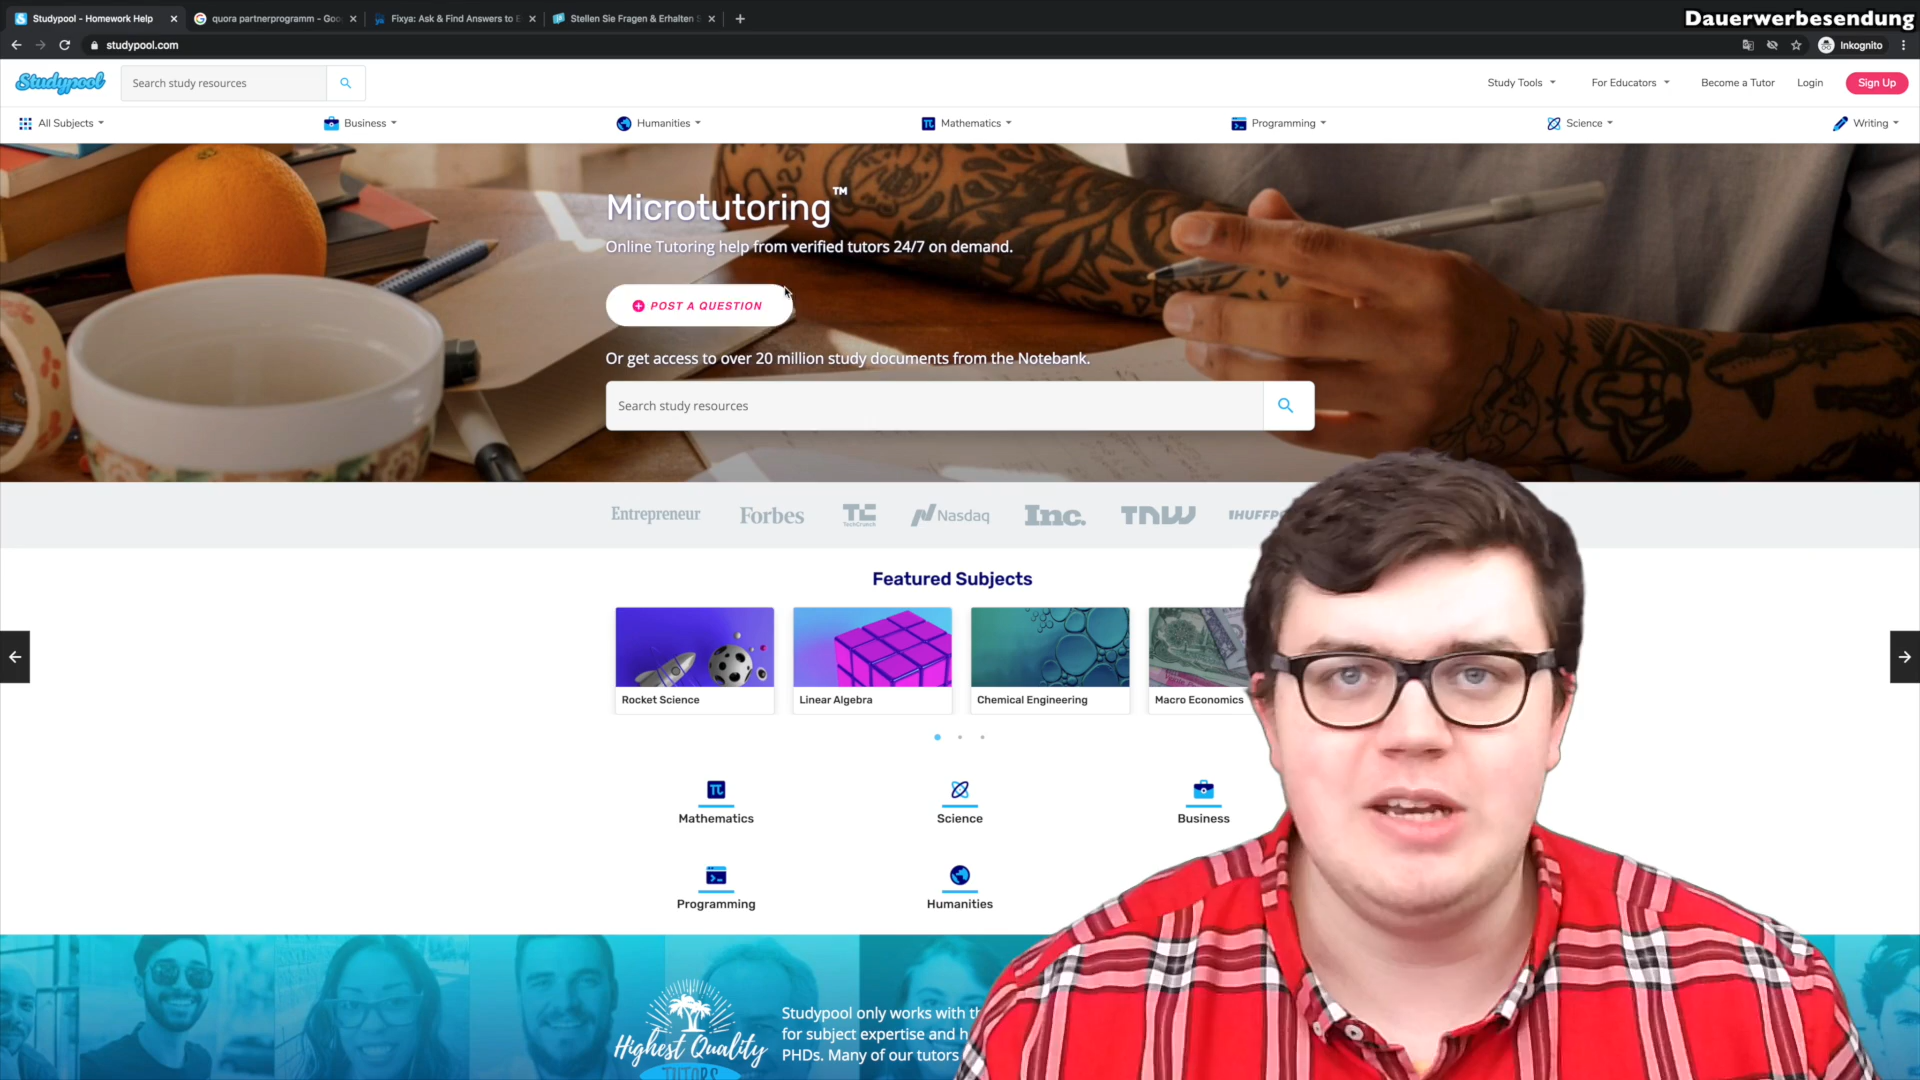 Studypool - Homework Help
quora partnerprogramm - Goo
Fixya: Ask & Find Answers to E
Stellen Sie Fragen & Erhalten S
Dauerwerbesendung
studypool.com
Inkognito
Studypool
Search study resources
Study Tools
For Educators
Become a Tutor
Login
Sign Up
All Subjects
Business
Humanities
Mathematics
Programming
Science
Writing
Microtutoring™
Online Tutoring help from verified tutors 24/7 on demand.
POST A QUESTION
Or get access to over 20 million study documents from the Notebank.
Search study resources
Entrepreneur
Forbes
TC
TechCrunch
Nasdaq
Inc.
TNW
HUFFPO
Featured Subjects
Rocket Science
Linear Algebra
Chemical Engineering
Macro Economics
Mathematics
Science
Business
Programming
Humanities
Highest Quality
TUTORS
Studypool only works with th
for subject expertise and h
PHDs. Many of our tutors